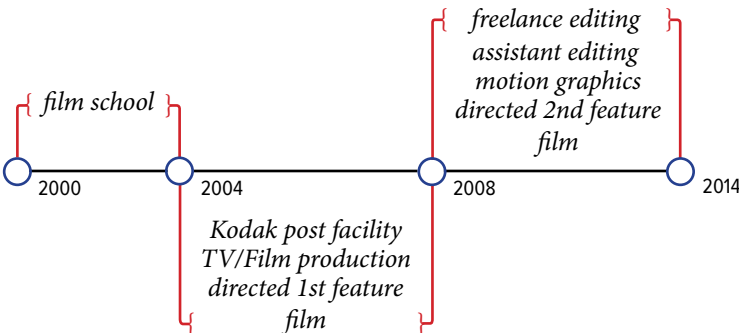 freelance editing
assistant editing
motion graphics
directed 2nd feature
film
film school
2000
2004
2008
2014
Kodak post facility
TV/Film production
directed 1st feature
film